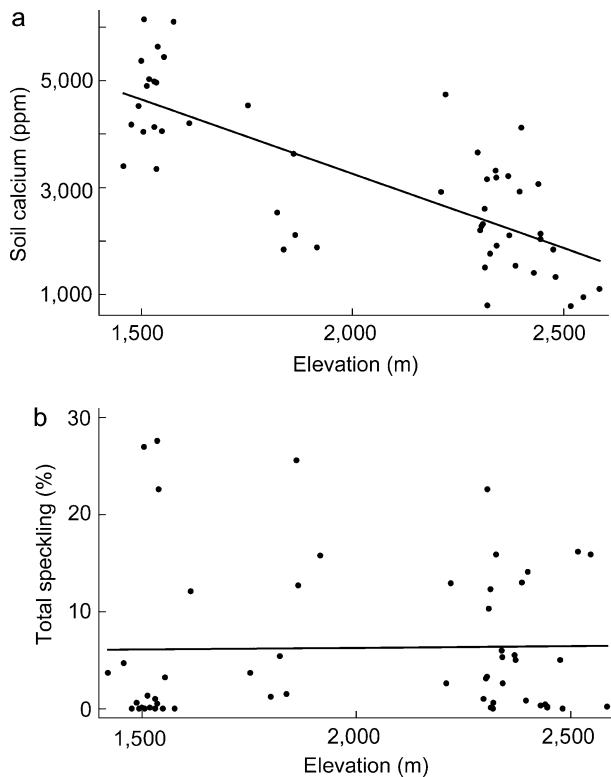 a
Soil calcium (ppm)
5,000
3,000
1,000
1,500
2,000
2,500
Elevation (m)
b
Total speckling (%)
30
20
10
0
1,500
2,000
2,500
Elevation (m)